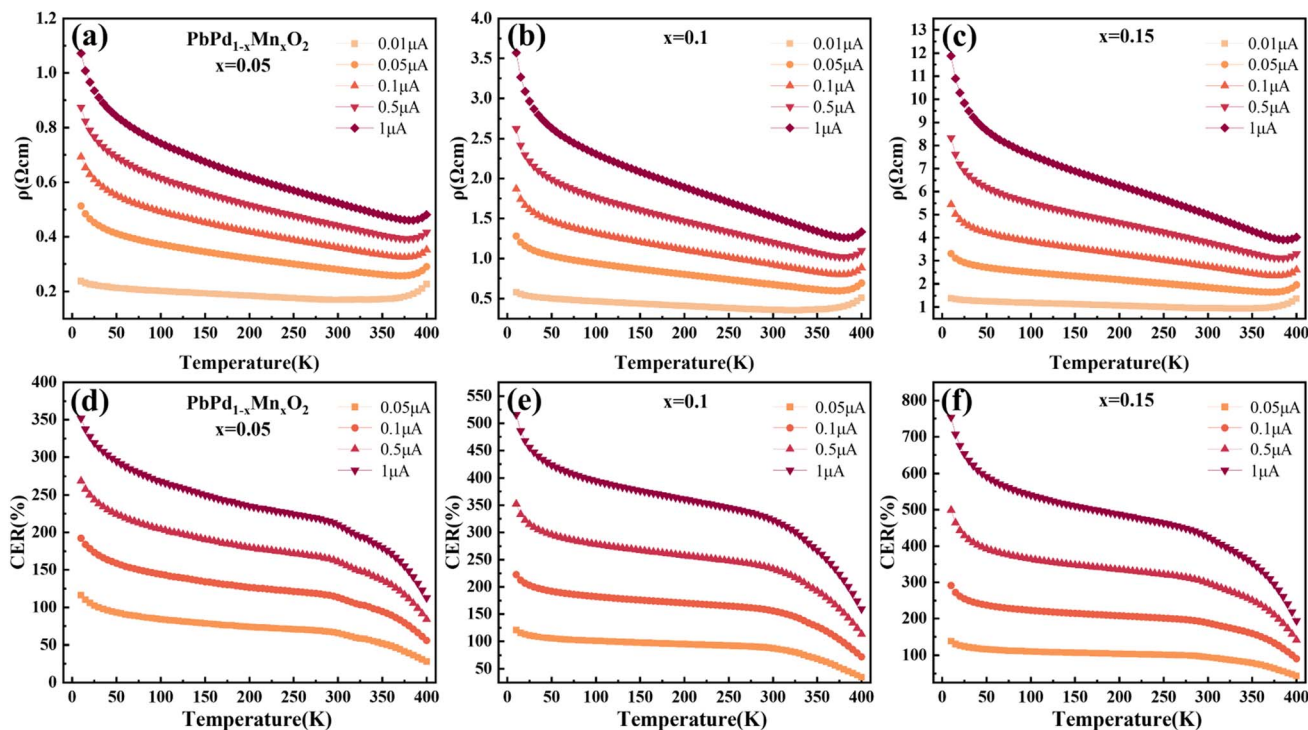 (a)
PbPd1-xMnxO2
x=0.05
0.01μA
0.05μA
0.1μA
0.5μA
1μA
1.2
1.0
0.8
0.6
0.4
0.2
ρ(Ωcm)
0 50 100 150 200 250 300 350 400
Temperature(K)
(b)
x=0.1
0.01μA
0.05μA
0.1μA
0.5μA
1μA
4.0
3.5
3.0
2.5
2.0
1.5
1.0
0.5
ρ(Ωcm)
0 50 100 150 200 250 300 350 400
Temperature(K)
(c)
x=0.15
0.01μA
0.05μA
0.1μA
0.5μA
1μA
13
12
11
10
9
8
7
6
5
4
3
2
1
ρ(Ωcm)
0 50 100 150 200 250 300 350 400
Temperature(K)
(d)
PbPd1-xMnxO2
x=0.05
0.05μA
0.1μA
0.5μA
1μA
400
350
300
250
200
150
100
50
0
CER(%)
0 50 100 150 200 250 300 350 400
Temperature(K)
(e)
x=0.1
0.05μA
0.1μA
0.5μA
1μA
550
500
450
400
350
300
250
200
150
100
50
CER(%)
0 50 100 150 200 250 300 350 400
Temperature(K)
(f)
x=0.15
0.05μA
0.1μA
0.5μA
1μA
800
700
600
500
400
300
200
100
CER(%)
0 50 100 150 200 250 300 350 400
Temperature(K)